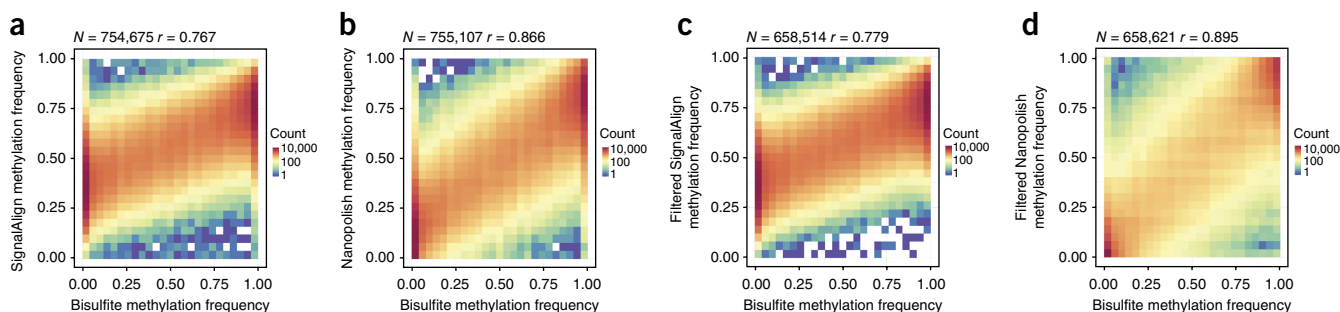 a
N = 754,675 r = 0.767
SignalAlign methylation frequency
1.00
0.75
0.50
0.25
0.00
0.00 0.25 0.50 0.75 1.00
Bisulfite methylation frequency
Count
10,000
100
1
b
N = 755,107 r = 0.866
Nanopolish methylation frequency
1.00
0.75
0.50
0.25
0.00
0.00 0.25 0.50 0.75 1.00
Bisulfite methylation frequency
Count
10,000
100
1
c
N = 658,514 r = 0.779
Filtered SignalAlign
methylation frequency
1.00
0.75
0.50
0.25
0.00
0.00 0.25 0.50 0.75 1.00
Bisulfite methylation frequency
Count
10,000
100
1
d
N = 658,621 r = 0.895
Filtered Nanopolish
methylation frequency
1.00
0.75
0.50
0.25
0.00
0.00 0.25 0.50 0.75 1.00
Bisulfite methylation frequency
Count
10,000
100
1